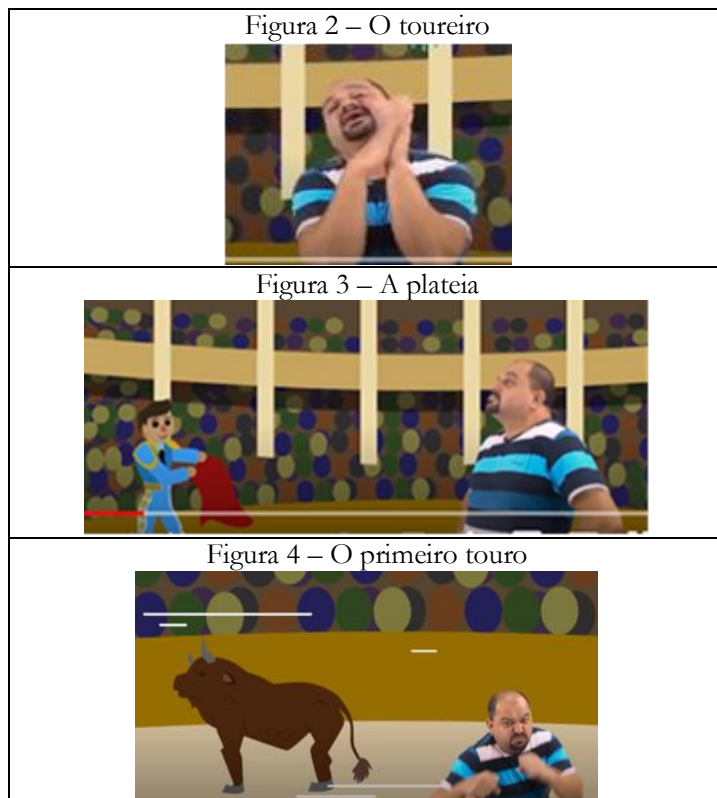 Figura 2 – O toureiro
Figura 3 – A plateia
Figura 4 – O primeiro touro